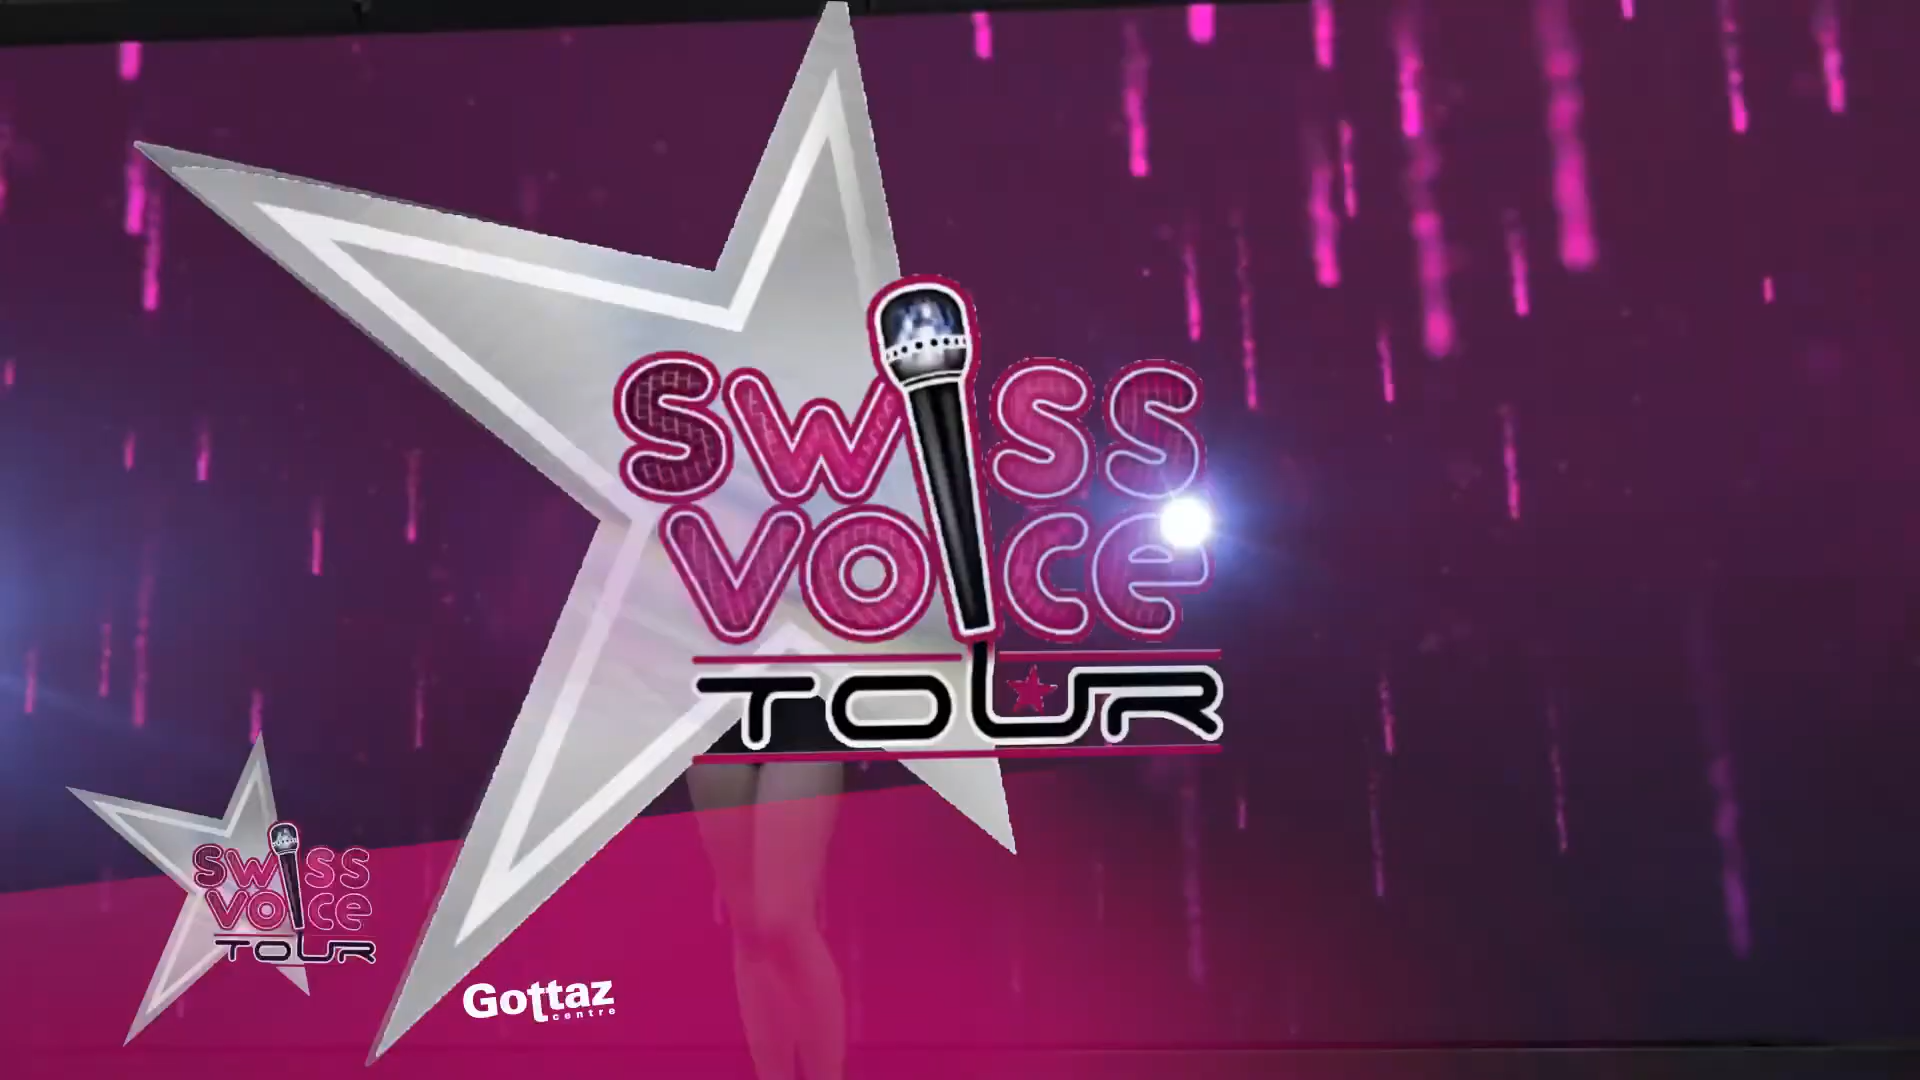 SWISS
VOICE
TOUR
SWISS
VOICE
TOUR
Gottaz
centre